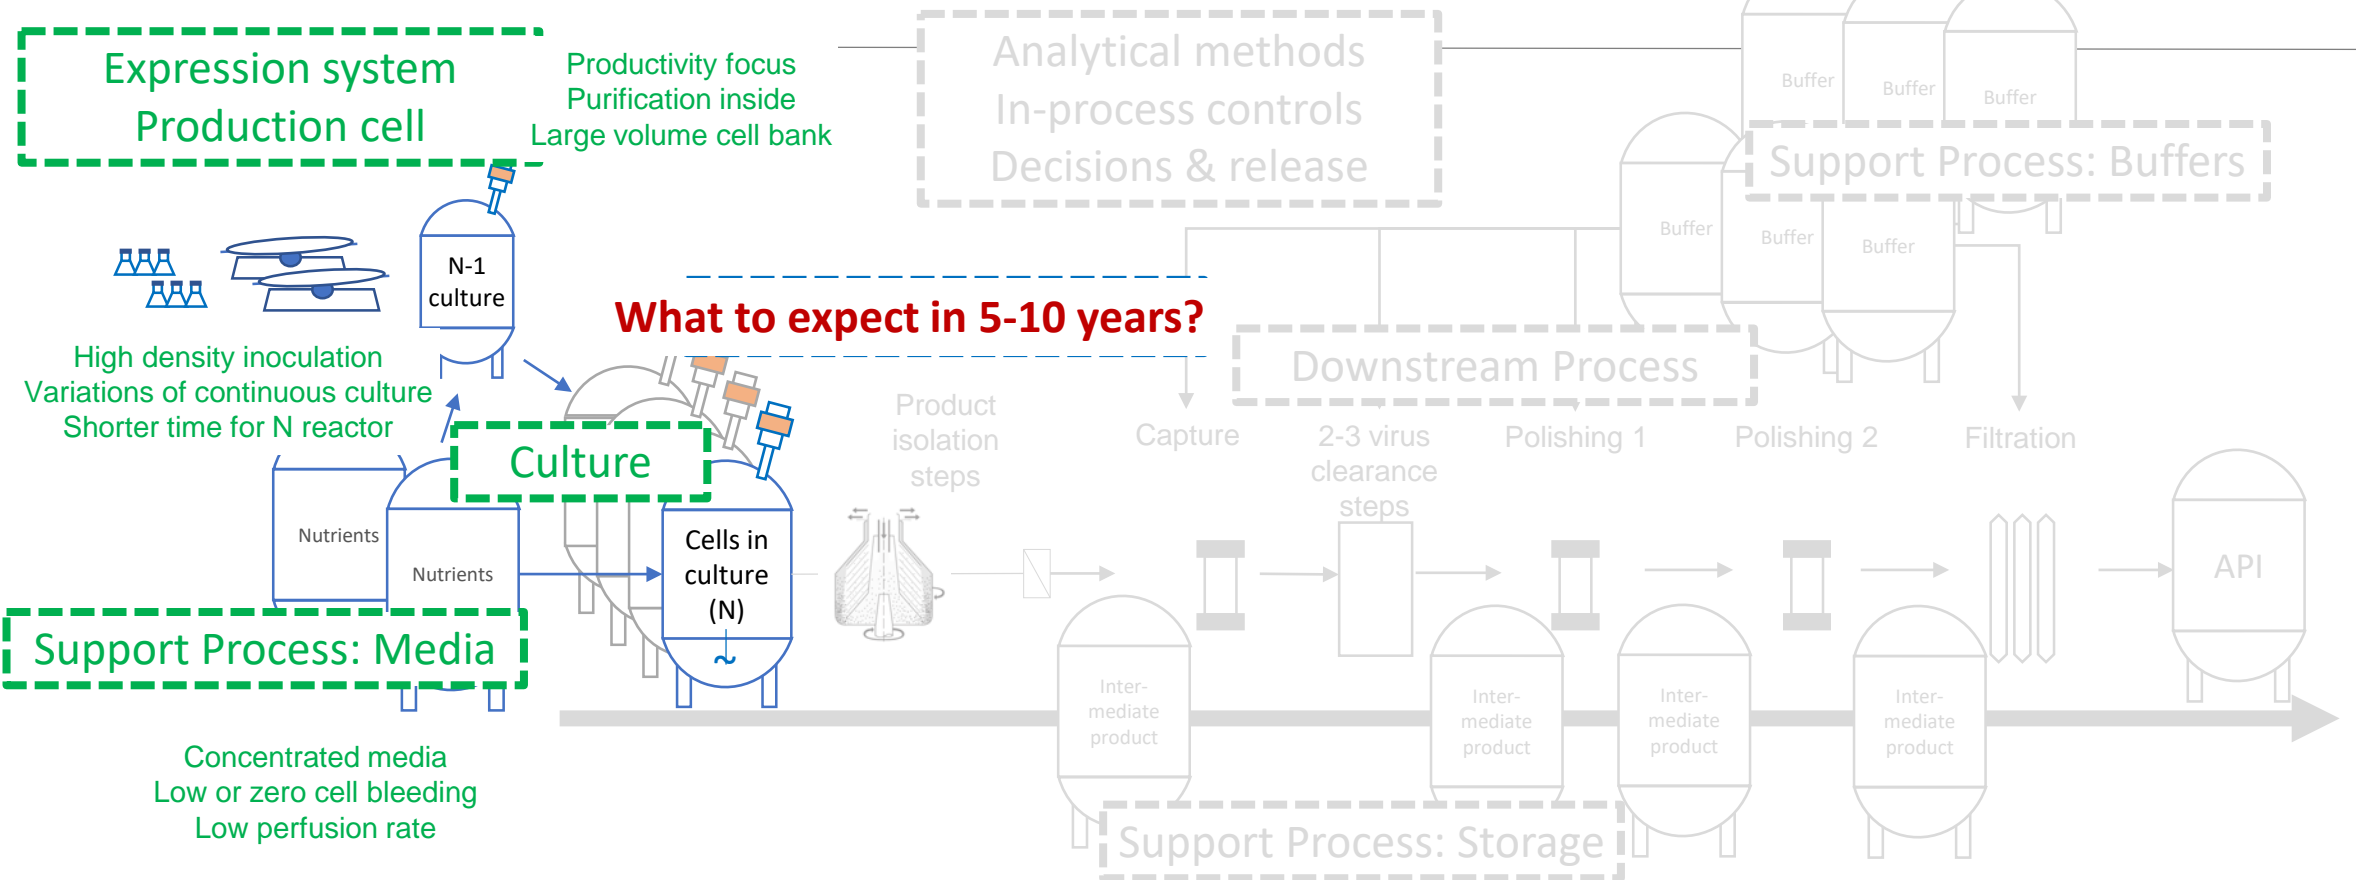 Expression system
Production cell
Productivity focus
Purification inside
Large volume cell bank
Analytical methods
In-process controls
Decisions & release
Buffer
Buffer
Buffer
Support Process: Buffers
Buffer
Buffer
Buffer
N-1
culture
What to expect in 5-10 years?
High density inoculation
Variations of continuous culture
Shorter time for N reactor
Downstream Process
Product
isolation
steps
Capture
2-3 virus
clearance
steps
Polishing 1
Polishing 2
Filtration
Culture
Nutrients
Nutrients
Cells in
culture
(N)
~
API
Support Process: Media
Inter-
mediate
product
Inter-
mediate
product
Inter-
mediate
product
Inter-
mediate
product
Concentrated media
Low or zero cell bleeding
Low perfusion rate
Support Process: Storage